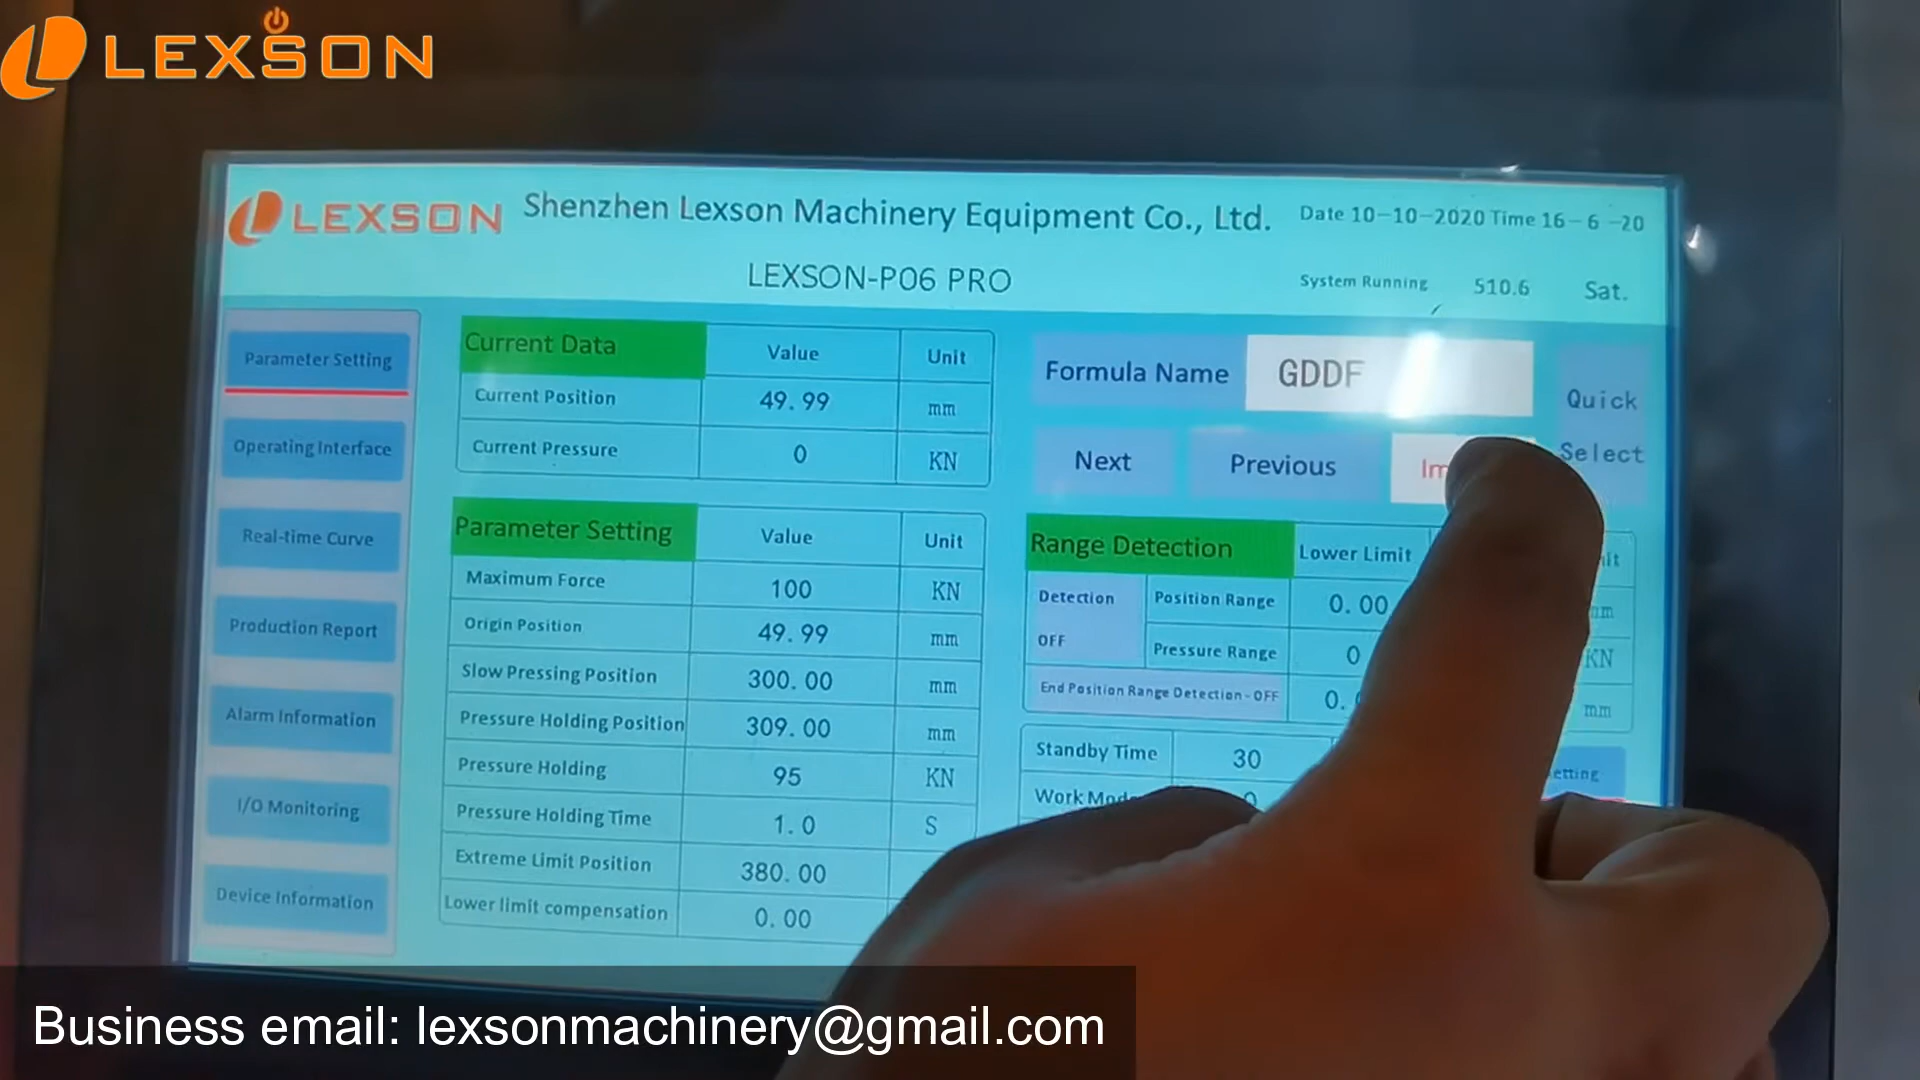 LEXSON
LEXSON Shenzhen Lexson Machinery Equipment Co., Ltd. Date 10-10-2020 Time 16-6-20
LEXSON-P06 PRO System Running 510.6 Sat.
Parameter Setting
Operating Interface
Real-time Curve
Production Report
Alarm Information
I/O Monitoring
Device Information
Current Data Value Unit
Current Position 49.99 mm
Current Pressure 0 KN
Parameter Setting Value Unit
Maximum Force 100 KN
Origin Position 49.99 mm
Slow Pressing Position 300.00 mm
Pressure Holding Position 309.00 mm
Pressure Holding 95 KN
Pressure Holding Time 1.0 S
Extreme Limit Position 380.00
Lower limit compensation 0.00
Formula Name GDDF
Quick
Select
Next Previous
Range Detection Lower Limit
Detection
OFF
Position Range 0.00 mm
Pressure Range 0 KN
End Position Range Detection-OFF mm
Standby Time 30
Work
Business email: lexsonmachinery@gmail.com